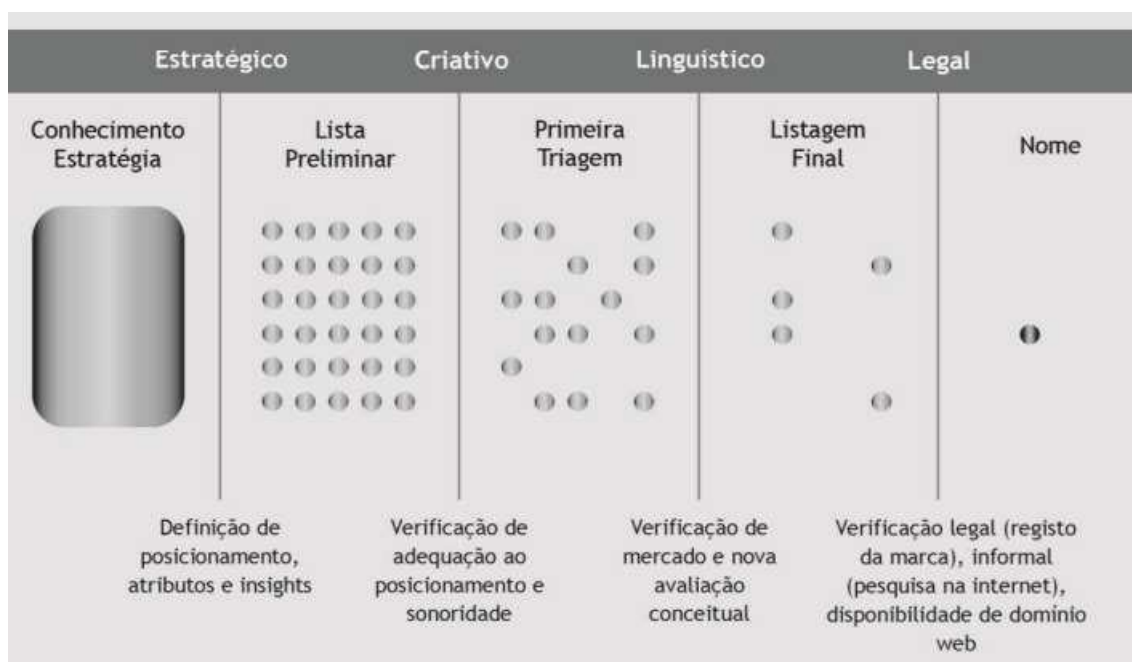 Estratégico
Criativo
Linguístico
Legal
Conhecimento
Estratégia
Lista
Preliminar
Primeira
Triagem
Listagem
Final
Nome
Definição de
posicionamento,
atributos e insights
Verificação de
adequação ao
posicionamento e
sonoridade
Verificação de
mercado e nova
avaliação
conceitual
Verificação legal (registo
da marca), informal
(pesquisa na internet),
disponibilidade de domínio
web